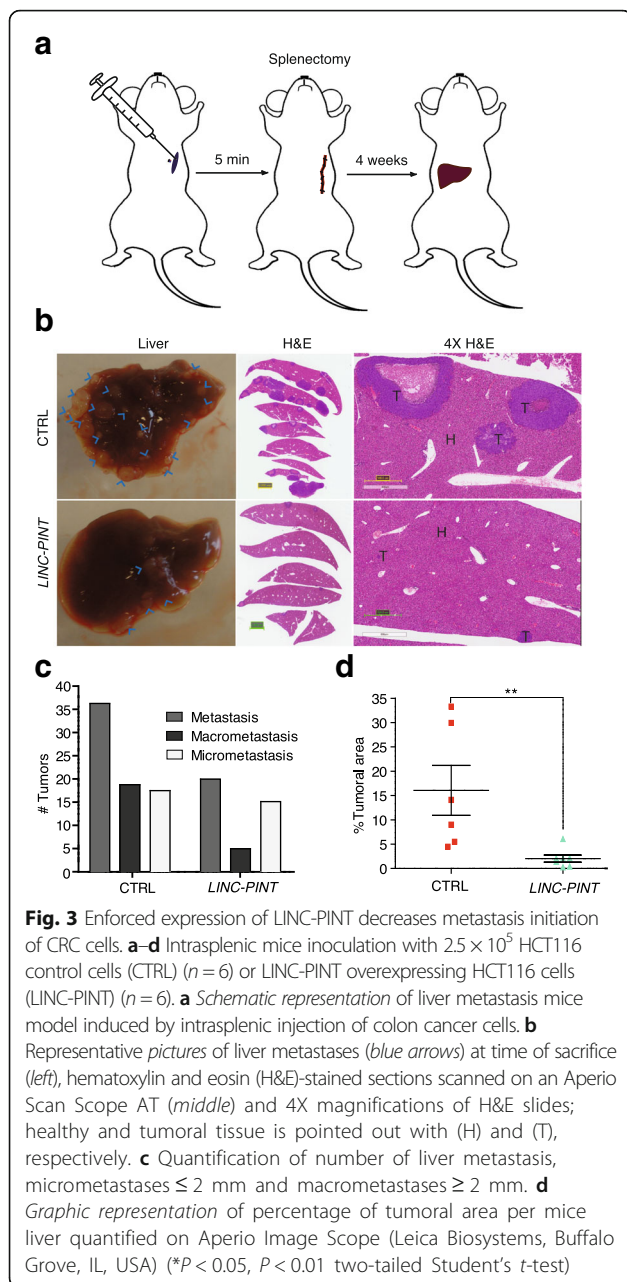 a
Splenectomy
5 min
4 weeks
b
Liver
H&E
4X H&E
CTRL
T
T
H
T
LINC-PINT
H
T
T
c
# Tumors
40
35
30
25
20
15
10
5
0
Metastasis
Macrometastasis
Micrometastasis
CTRL
LINC-PINT
d
% Tumoral area
35
30
25
20
15
10
5
0
**
CTRL
LINC-PINT
Fig. 3 Enforced expression of LINC-PINT decreases metastasis initiation
of CRC cells. a–d Intrasplenic mice inoculation with 2.5 × 10⁵ HCT116
control cells (CTRL) (n = 6) or LINC-PINT overexpressing HCT116 cells
(LINC-PINT) (n = 6). a Schematic representation of liver metastasis mice
model induced by intrasplenic injection of colon cancer cells. b
Representative pictures of liver metastases (blue arrows) at time of sacrifice
(left), hematoxylin and eosin (H&E)-stained sections scanned on an Aperio
Scan Scope AT (middle) and 4X magnifications of H&E slides;
healthy and tumoral tissue is pointed out with (H) and (T),
respectively. c Quantification of number of liver metastasis,
micrometastases ≤ 2 mm and macrometastases ≥ 2 mm. d
Graphic representation of percentage of tumoral area per mice
liver quantified on Aperio Image Scope (Leica Biosystems, Buffalo
Grove, IL, USA) (*P < 0.05, P < 0.01 two-tailed Student's t-test)